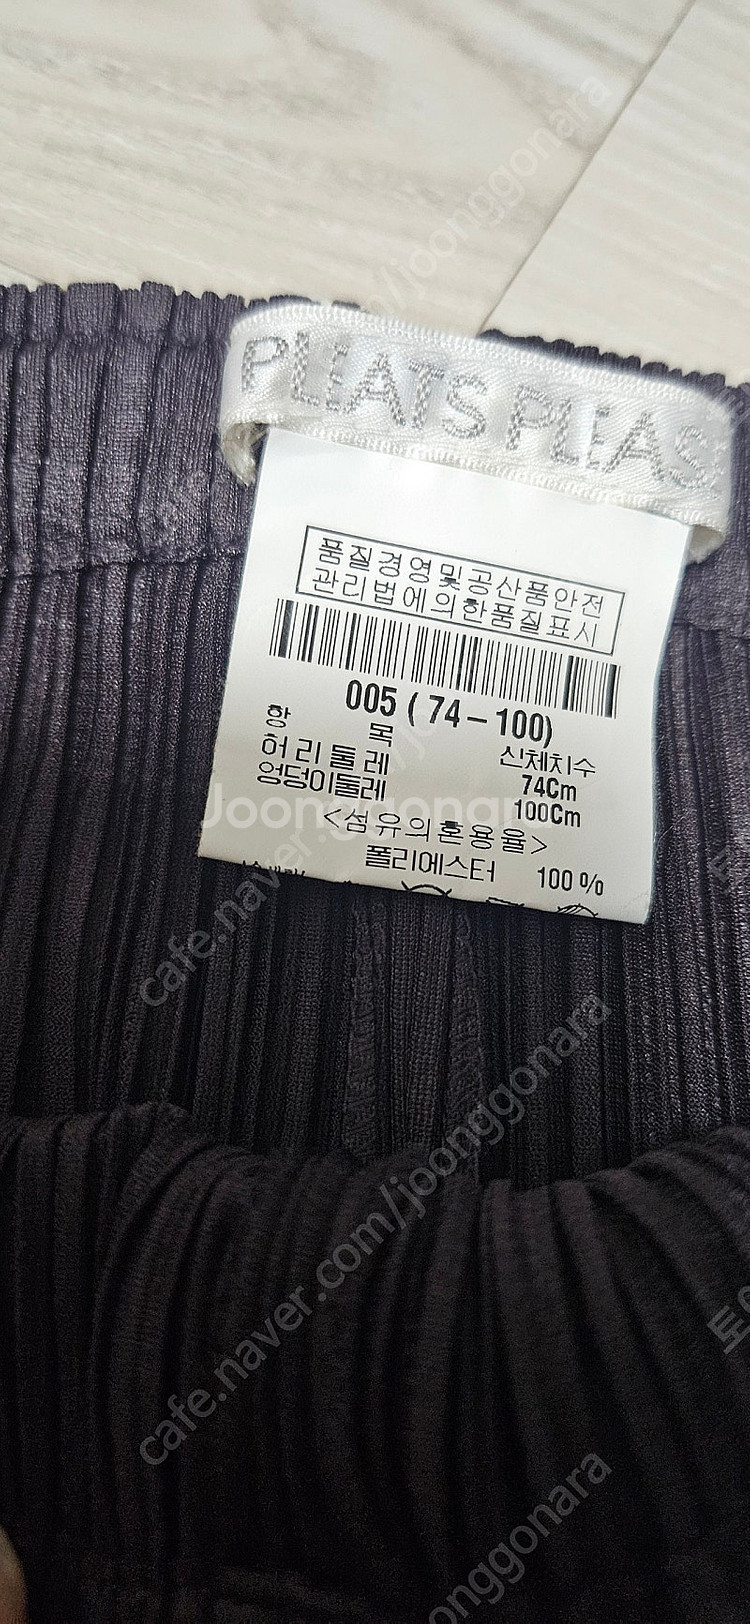 PLEATS PLEAS
품질경영및공산품안전
관리법에의한품질표시
005 ( 74 - 100)
항 목 신체치수
허리둘레 74Cm
엉덩이둘레 100Cm
<섬유의혼용율>
폴리에스터 100 %
Joonggonara
cafe.naver.com/joonggonara
cafe.naver.com/joonggonara
joonggonara